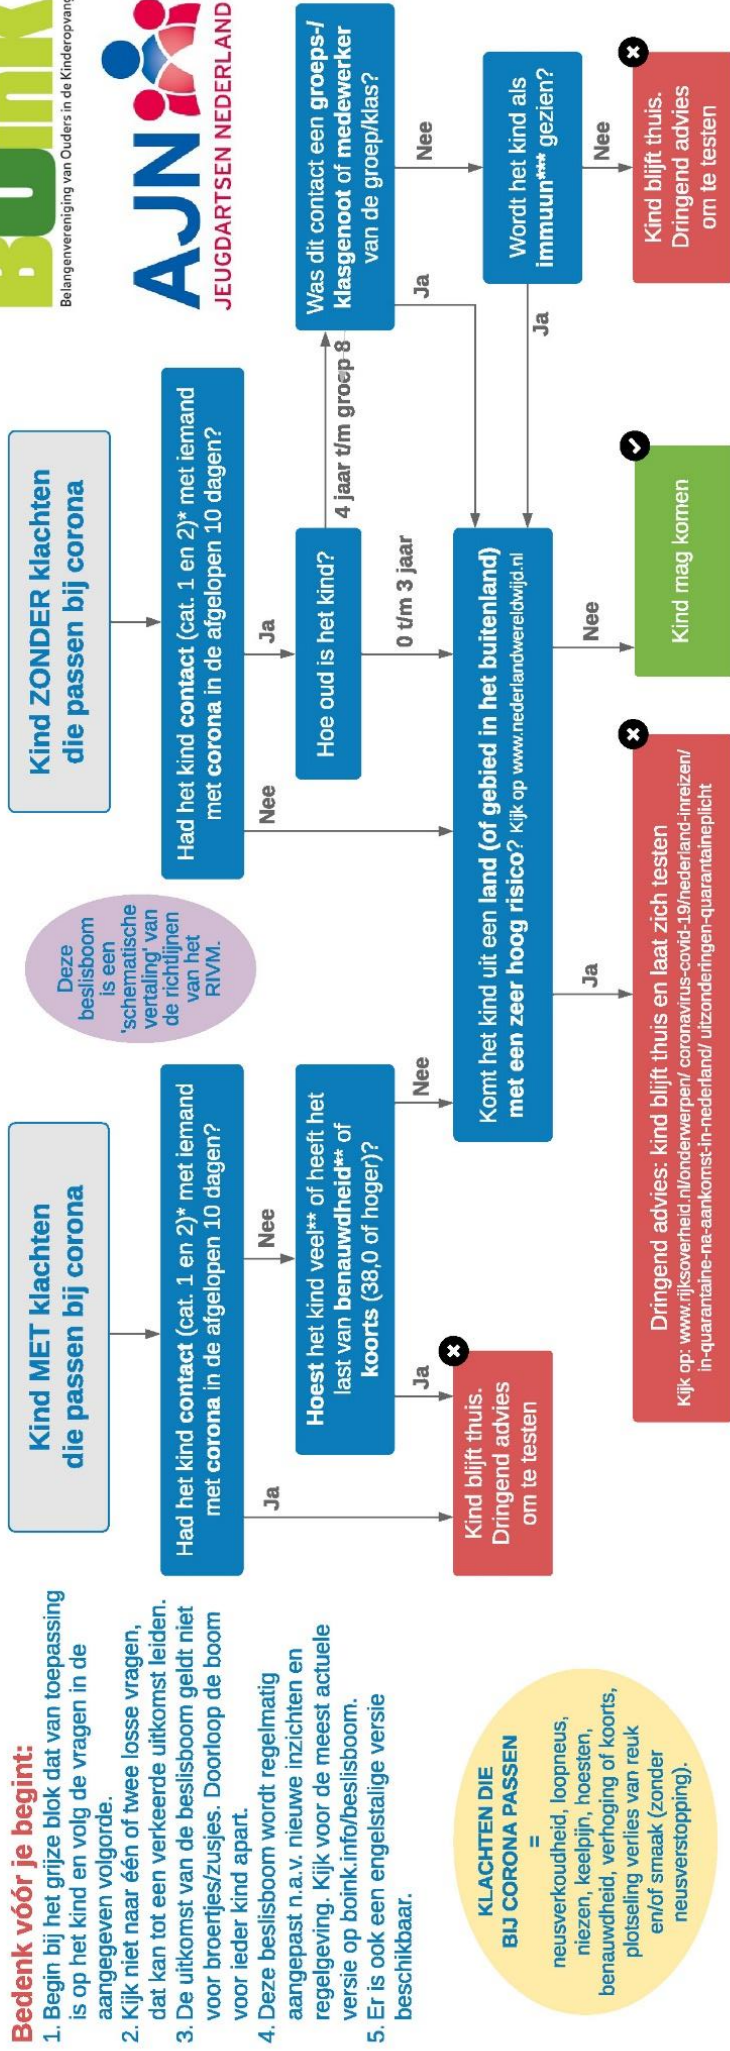 Bedenk vóór je begint:
1. Begin bij het grijze blok dat van toepassing
is op het kind en volg de vragen in de
aangegeven volgorde.
2. Kijk niet naar één of twee losse vragen,
dat kan tot een verkeerde uitkomst leiden.
3. De uitkomst van de beslisboom geldt niet
voor broertjes/zusjes. Doorloop de boom
voor ieder kind apart.
4. Deze beslisboom wordt regelmatig
aangepast n.a.v. nieuwe inzichten en
regelgeving. Kijk voor de meest actuele
versie op boink.info/beslisboom.
5. Er is ook een engelstalige versie
beschikbaar.
KLACHTEN DIE
BIJ CORONA PASSEN
=
neusverkoudheid, loopneus,
niezen, keelpijn, hoesten,
benauwdheid, verhoging of koorts,
plotseling verlies van reuk
en/of smaak (zonder
neusverstopping).
Kind MET klachten
die passen bij corona
Had het kind contact (cat. 1 en 2)* met iemand
met corona in de afgelopen 10 dagen?
Ja
Nee
Hoest het kind veel** of heeft het
last van benauwdheid** of
koorts (38,0 of hoger)?
Ja
Nee
Kind blijft thuis.
Dringend advies
om te testen
Deze
beslisboom
is een
'schematische
vertaling' van
de richtlijnen
van het
RIVM.
Kind ZONDER klachten
die passen bij corona
Had het kind contact (cat. 1 en 2)* met iemand
met corona in de afgelopen 10 dagen?
Nee
Ja
Hoe oud is het kind?
0 t/m 3 jaar
4 jaar t/m groep 8
Was dit contact een groeps-/
klasgenoot of medewerker
van de groep/klas?
Ja
Nee
Wordt het kind als
immuun*** gezien?
Ja
Nee
Kind blijft thuis.
Dringend advies
om te testen
Komt het kind uit een land (of gebied in het buitenland)
met een zeer hoog risico? Kijk op www.nederlandwereldwijd.nl
Ja
Nee
Dringend advies: kind blijft thuis en laat zich testen
Kijk op: www.rijksoverheid.nl/onderwerpen/ coronavirus-covid-19/nederland-inreizen/
in-quarantaine-na-aankomst-in-nederland/ uitzonderingen-quarantaineplicht
Kind mag komen
BOink
Belangenvereniging van Ouders in de Kinderopvang
AJN
JEUGDARTSEN NEDERLAND